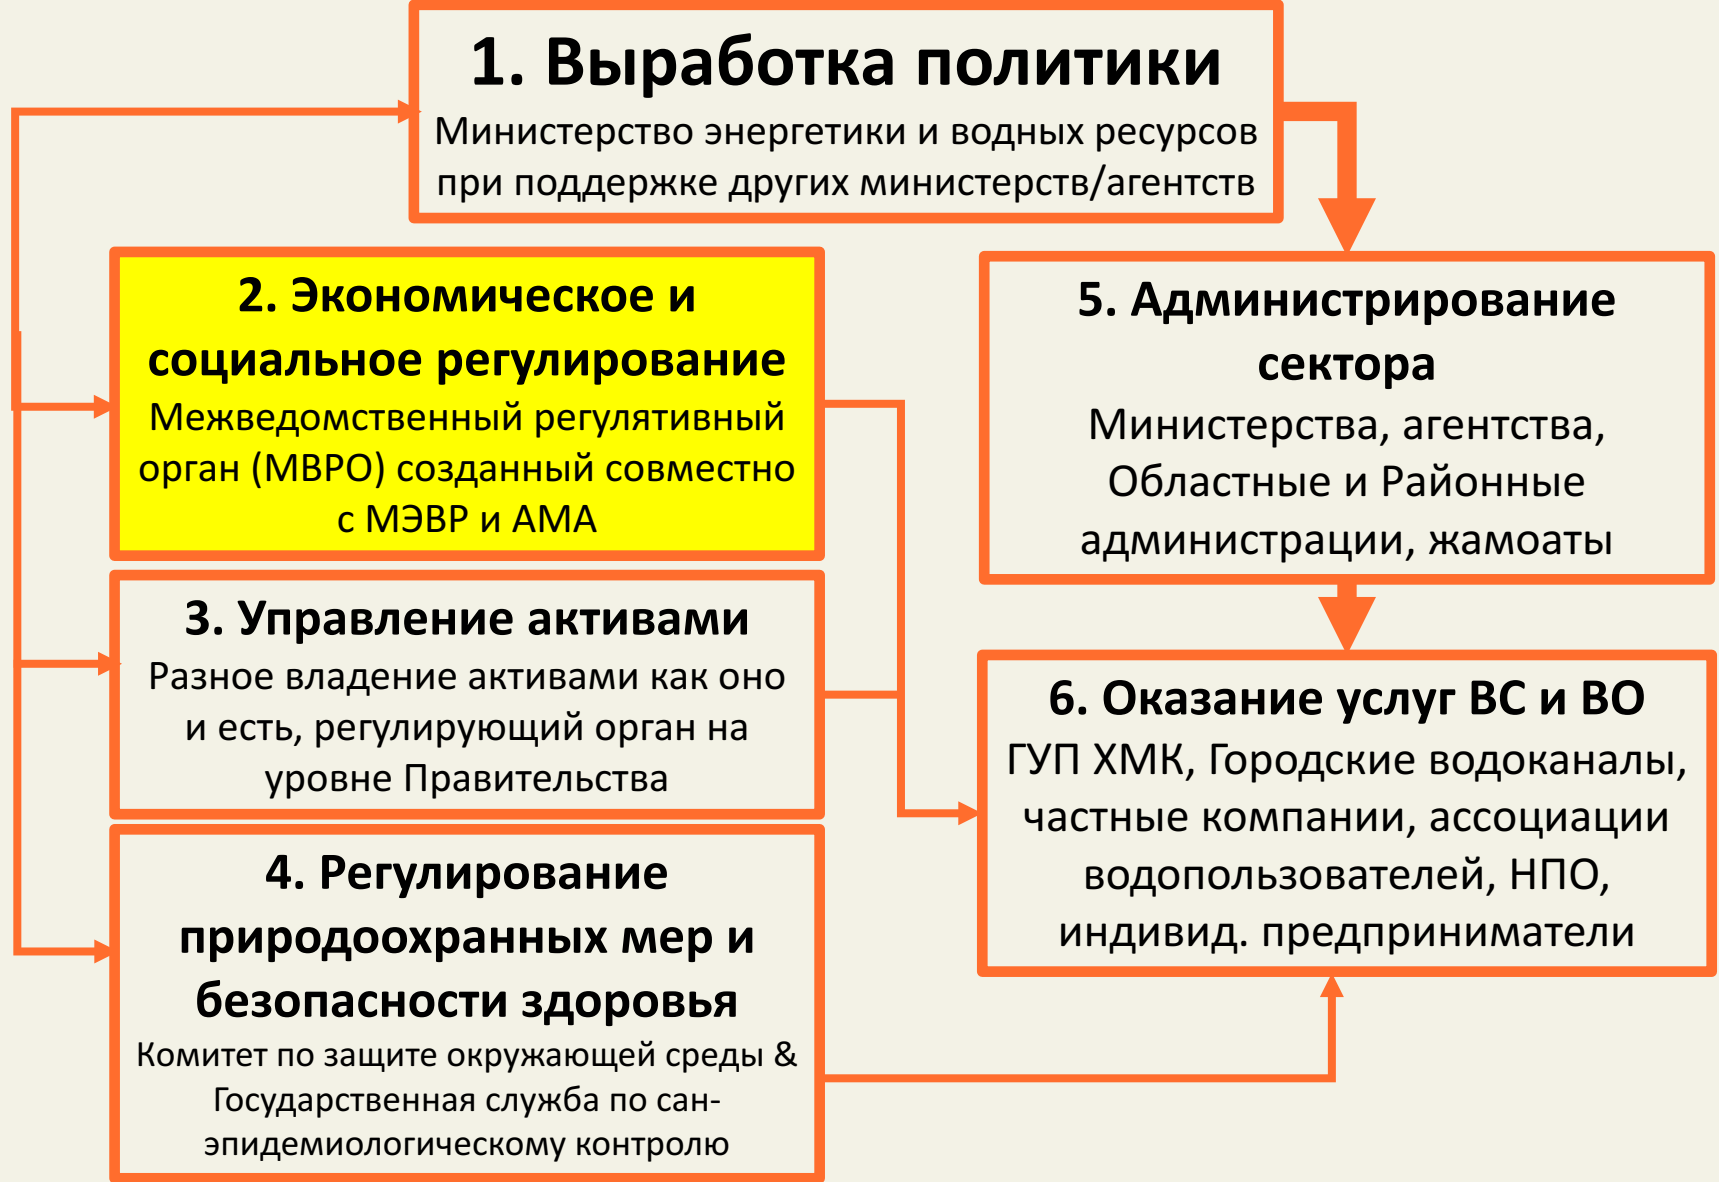 1. Выработка политики
Министерство энергетики и водных ресурсов
при поддержке других министерств/агентств
2. Экономическое и
социальное регулирование
Межведомственный регулятивный
орган (МВРО) созданный совместно
с МЭВР и АМА
3. Управление активами
Разное владение активами как оно
и есть, регулирующий орган на
уровне Правительства
4. Регулирование
природоохранных мер и
безопасности здоровья
Комитет по защите окружающей среды &
Государственная служба по сан-
эпидемиологическому контролю
5. Администрирование
сектора
Министерства, агентства,
Областные и Районные
администрации, жамоаты
6. Оказание услуг ВС и ВО
ГУП ХМК, Городские водоканалы,
частные компании, ассоциации
водопользователей, НПО,
индивид. предприниматели